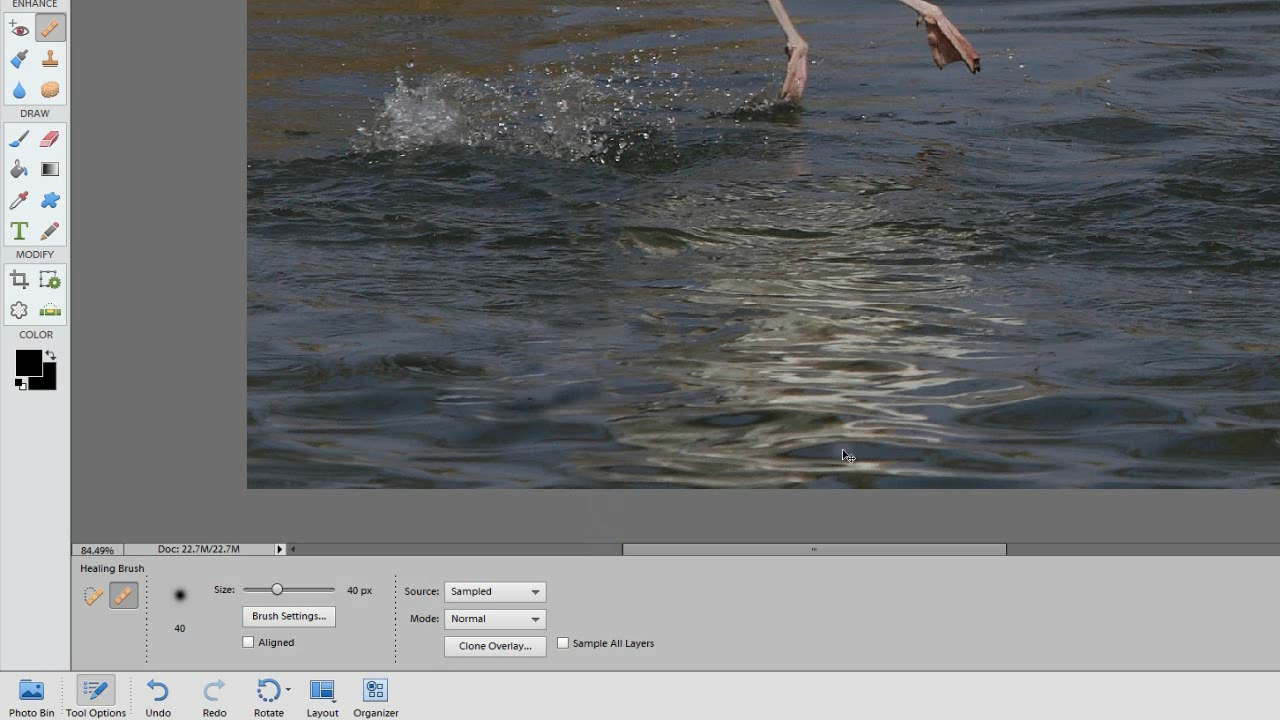 ENHANCE
DRAW
T
MODIFY
COLOR
84.49% Doc: 22.7M/22.7M
Healing Brush
Size: 40 px
40
Brush Settings...
Aligned
Source: Sampled
Mode: Normal
Clone Overlay...
Sample All Layers
Photo Bin
Tool Options
Undo
Redo
Rotate
Layout
Organizer